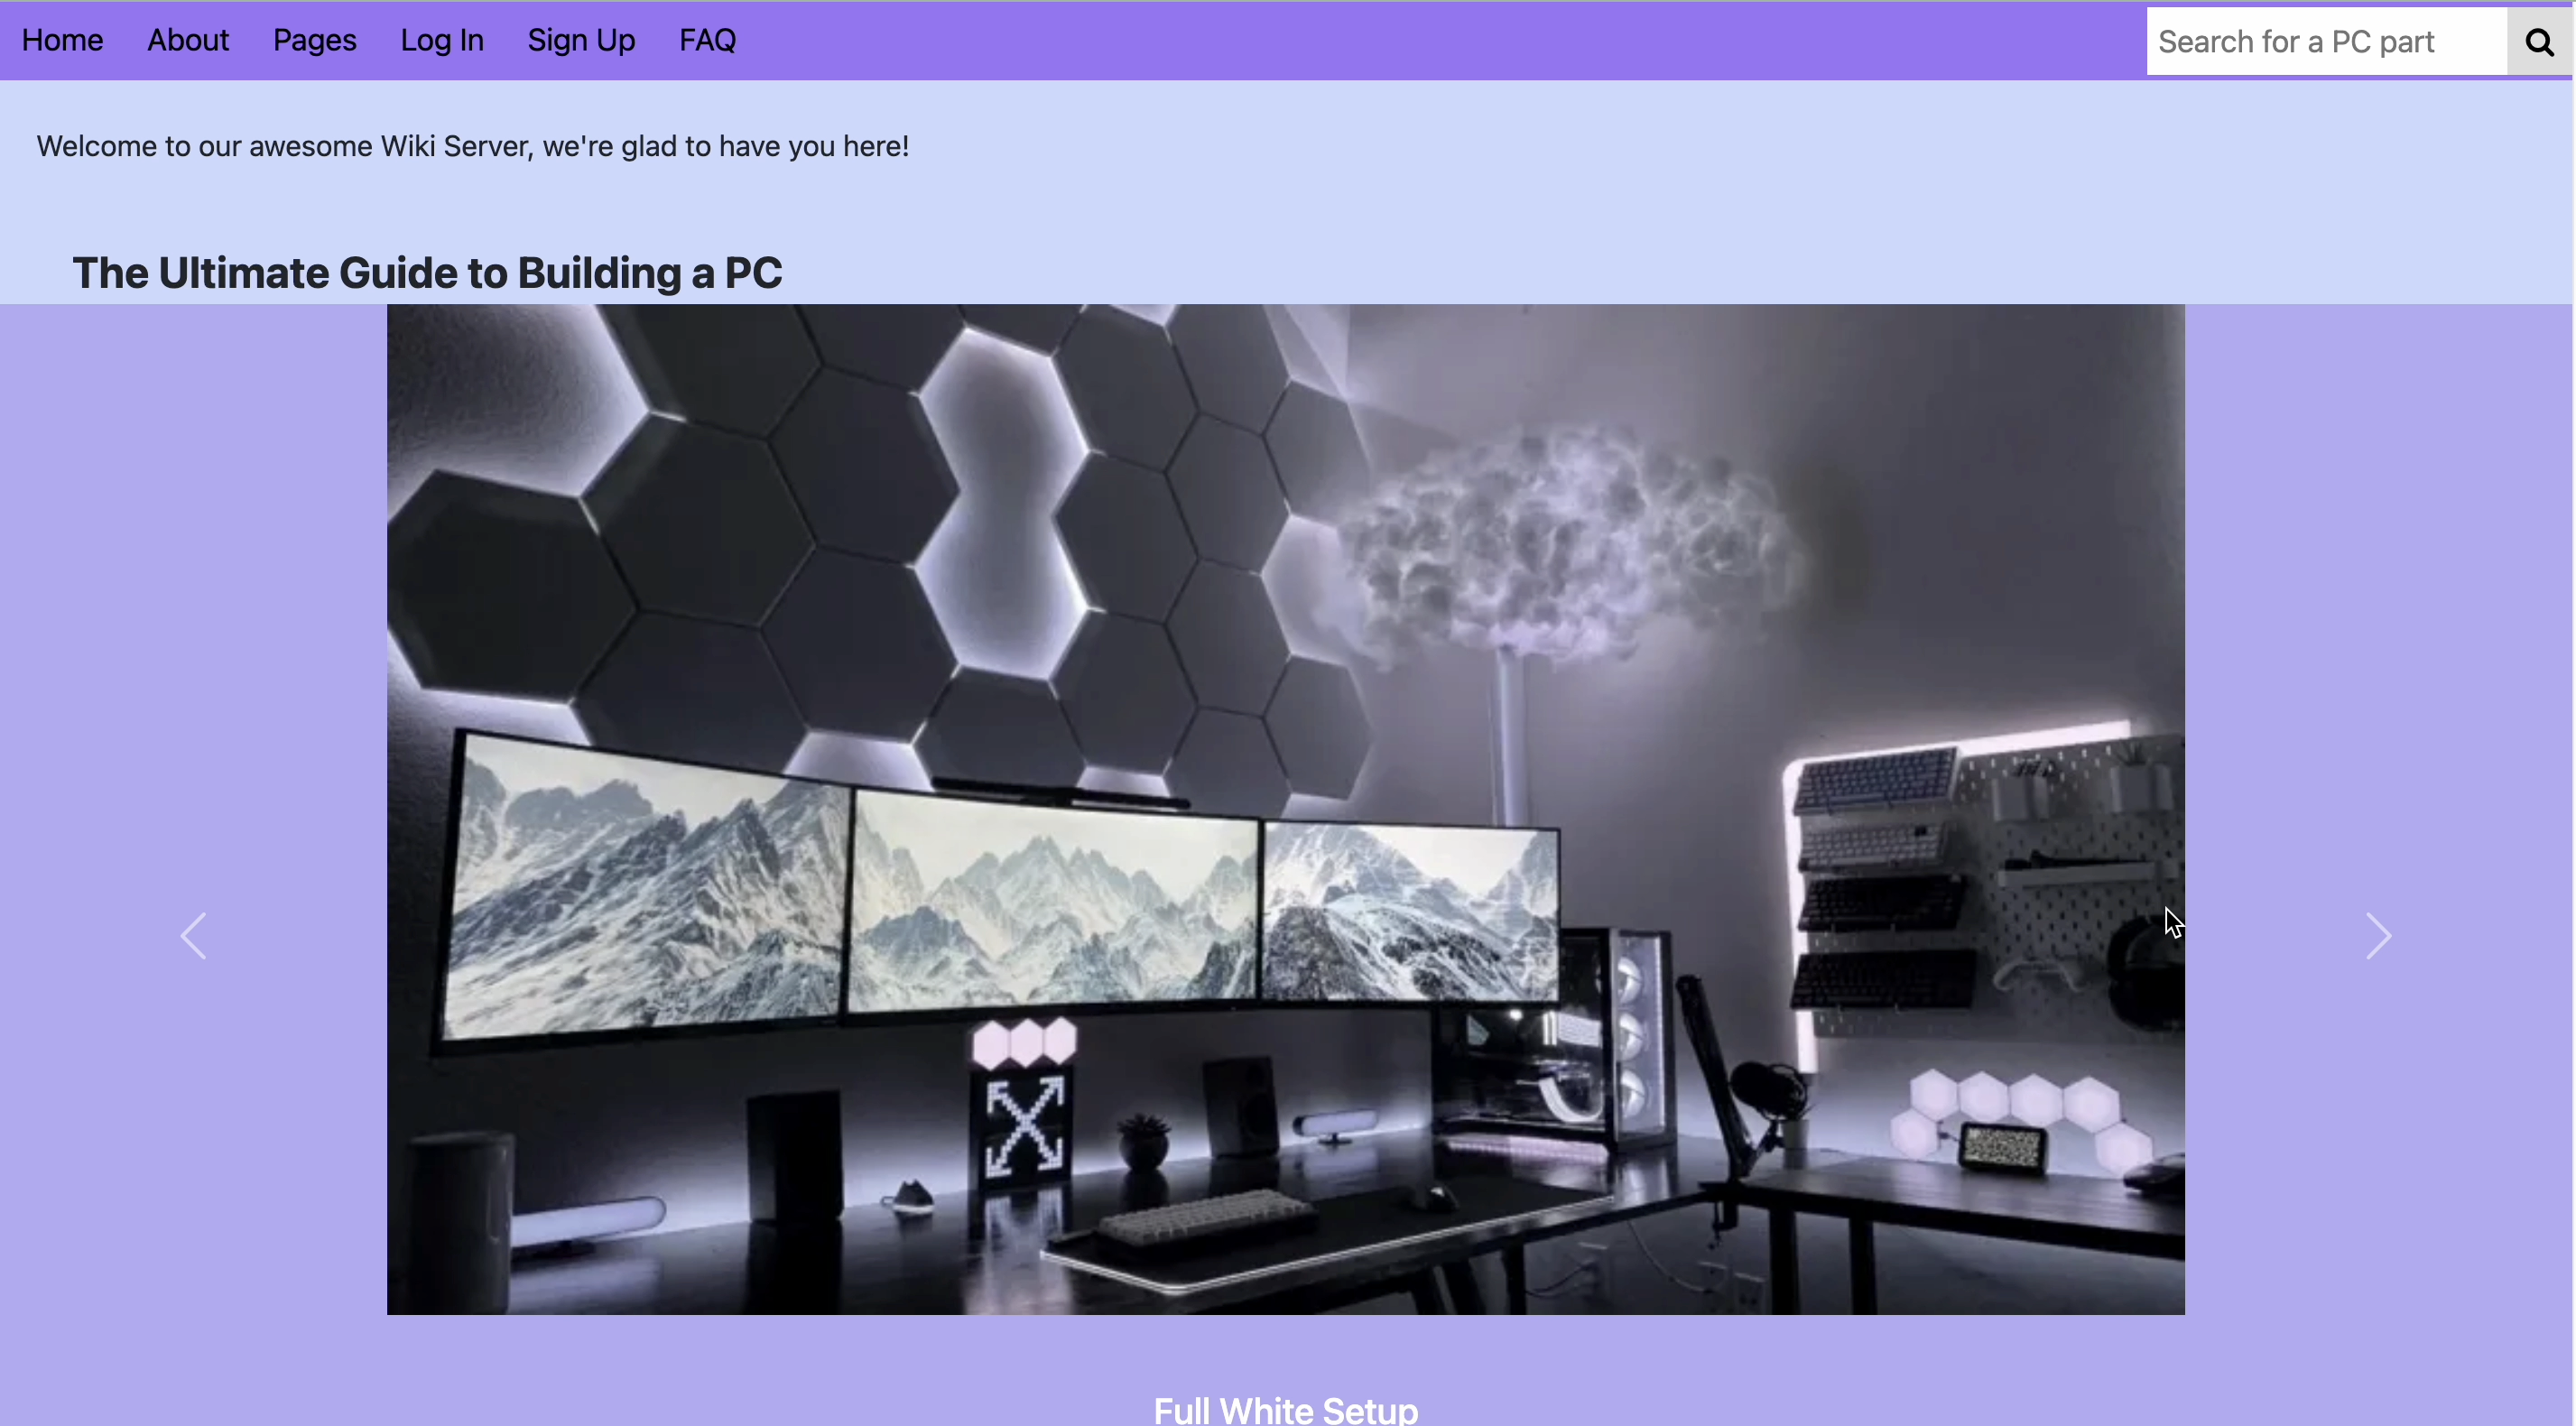 Home About Pages Log In Sign Up FAQ Search for a PC part
Welcome to our awesome Wiki Server, we're glad to have you here!
The Ultimate Guide to Building a PC
Full White Setup